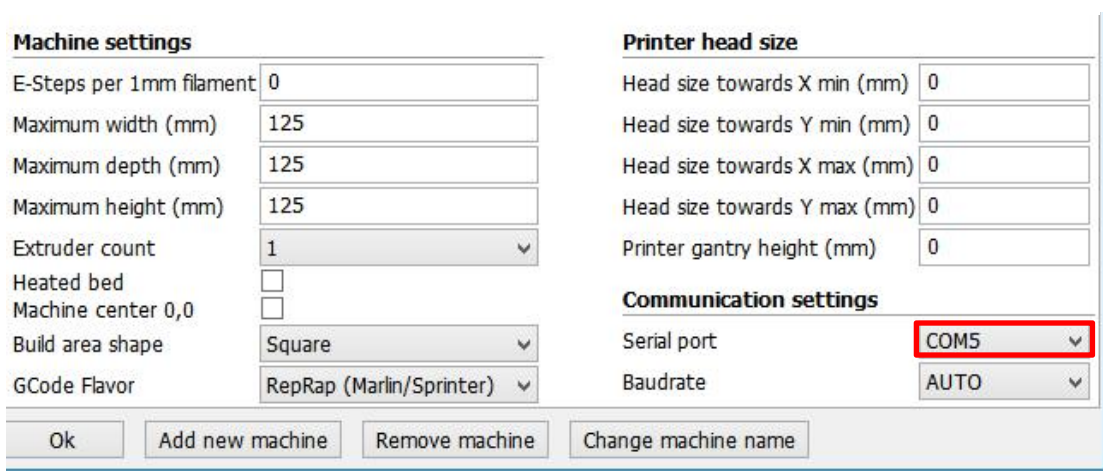 Machine settings
E-Steps per 1mm filament 0
Maximum width (mm) 125
Maximum depth (mm) 125
Maximum height (mm) 125
Extruder count 1
Heated bed
Machine center 0,0
Build area shape Square
GCode Flavor RepRap (Marlin/Sprinter)
Printer head size
Head size towards X min (mm) 0
Head size towards Y min (mm) 0
Head size towards X max (mm) 0
Head size towards Y max (mm) 0
Printer gantry height (mm) 0
Communication settings
Serial port COM5
Baudrate AUTO
Ok Add new machine Remove machine Change machine name